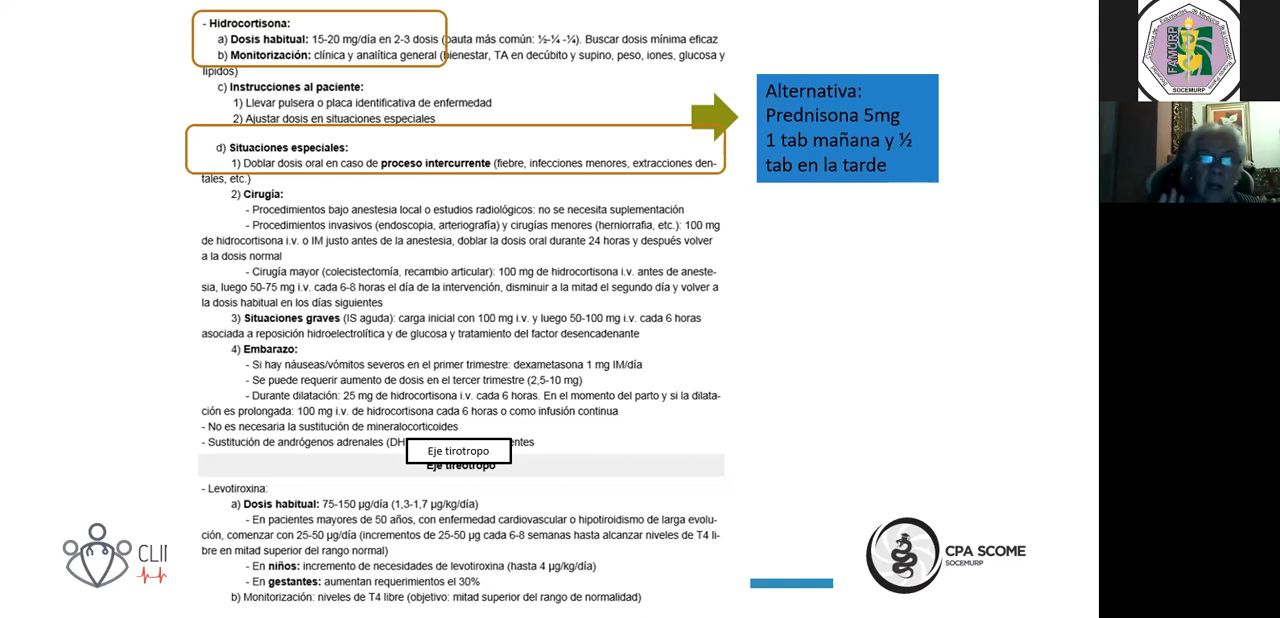 - Hidrocortisona:
a) Dosis habitual: 15-20 mg/día en 2-3 dosis (pauta más común: ½-¼ -¼). Buscar dosis mínima eficaz
b) Monitorización: clínica y analítica general (bienestar, TA en decúbito y supino, peso, iones, glucosa y
lípidos)
c) Instrucciones al paciente:
1) Llevar pulsera o placa identificativa de enfermedad
2) Ajustar dosis en situaciones especiales
d) Situaciones especiales:
1) Doblar dosis oral en caso de proceso intercurrente (fiebre, infecciones menores, extracciones den-
tales, etc.)
2) Cirugía:
- Procedimientos bajo anestesia local o estudios radiológicos: no se necesita suplementación
- Procedimientos invasivos (endoscopia, arteriografía) y cirugías menores (herniorrafia, etc.): 100 mg
de hidrocortisona i.v. o IM justo antes de la anestesia, doblar la dosis oral durante 24 horas y después volver
a la dosis normal
- Cirugía mayor (colecistectomía, recambio articular): 100 mg de hidrocortisona i.v. antes de aneste-
sia, luego 50-75 mg i.v. cada 6-8 horas el día de la intervención, disminuir a la mitad el segundo día y volver a
la dosis habitual en los días siguientes
3) Situaciones graves (IS aguda): carga inicial con 100 mg i.v. y luego 50-100 mg i.v. cada 6 horas
asociada a reposición hidroelectrolítica y de glucosa y tratamiento del factor desencadenante
4) Embarazo:
- Si hay náuseas/vómitos severos en el primer trimestre: dexametasona 1 mg IM/día
- Se puede requerir aumento de dosis en el tercer trimestre (2,5-10 mg)
- Durante dilatación: 25 mg de hidrocortisona i.v. cada 6 horas. En el momento del parto y si la dilata-
ción es prolongada: 100 mg i.v. de hidrocortisona cada 6 horas o como infusión continua
- No es necesaria la sustitución de mineralocorticoides
- Sustitución de andrógenos adrenales (DH entes
Eje tirotropo
Eje tireotropo
- Levotiroxina:
a) Dosis habitual: 75-150 µg/día (1,3-1,7 µg/kg/día)
- En pacientes mayores de 50 años, con enfermedad cardiovascular o hipotiroidismo de larga evolu-
ción, comenzar con 25-50 µg/día (incrementos de 25-50 µg cada 6-8 semanas hasta alcanzar niveles de T4 li-
bre en mitad superior del rango normal)
- En niños: incremento de necesidades de levotiroxina (hasta 4 µg/kg/día)
- En gestantes: aumentan requerimientos el 30%
b) Monitorización: niveles de T4 libre (objetivo: mitad superior del rango de normalidad)
Alternativa:
Prednisona 5mg
1 tab mañana y ½
tab en la tarde
CLI
CPA SCOME
SOCEMURP
FAMURP
SOCEMURP